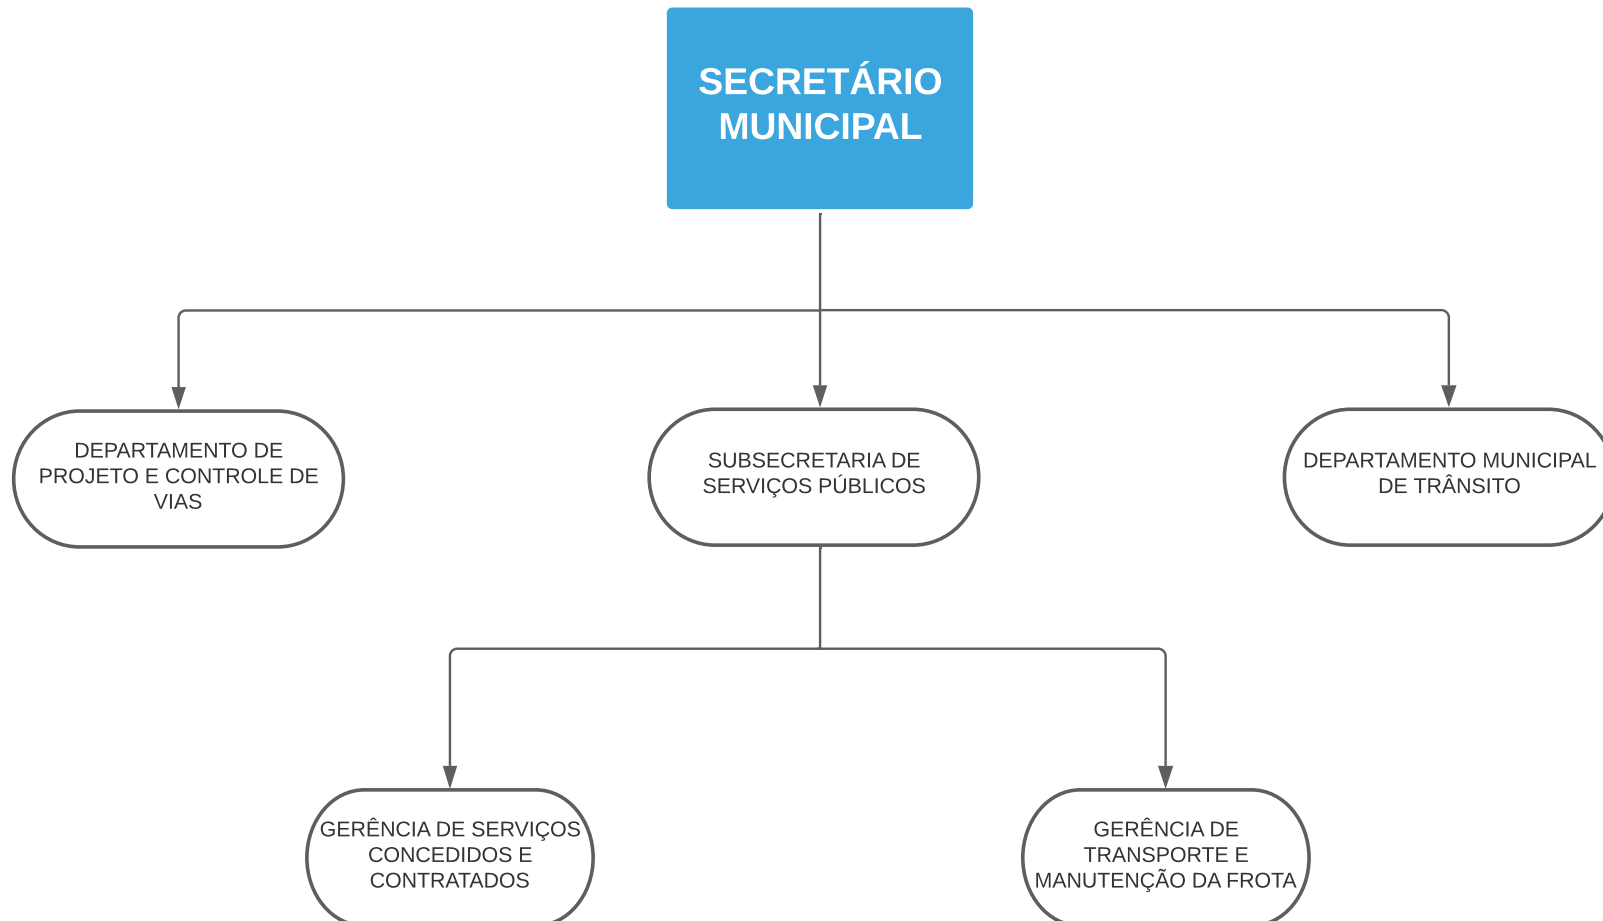 SECRETÁRIO
MUNICIPAL
DEPARTAMENTO DE
PROJETO E CONTROLE DE
VIAS
SUBSECRETARIA DE
SERVIÇOS PÚBLICOS
DEPARTAMENTO MUNICIPAL
DE TRÂNSITO
GERÊNCIA DE SERVIÇOS
CONCEDIDOS E
CONTRATADOS
GERÊNCIA DE
TRANSPORTE E
MANUTENÇÃO DA FROTA